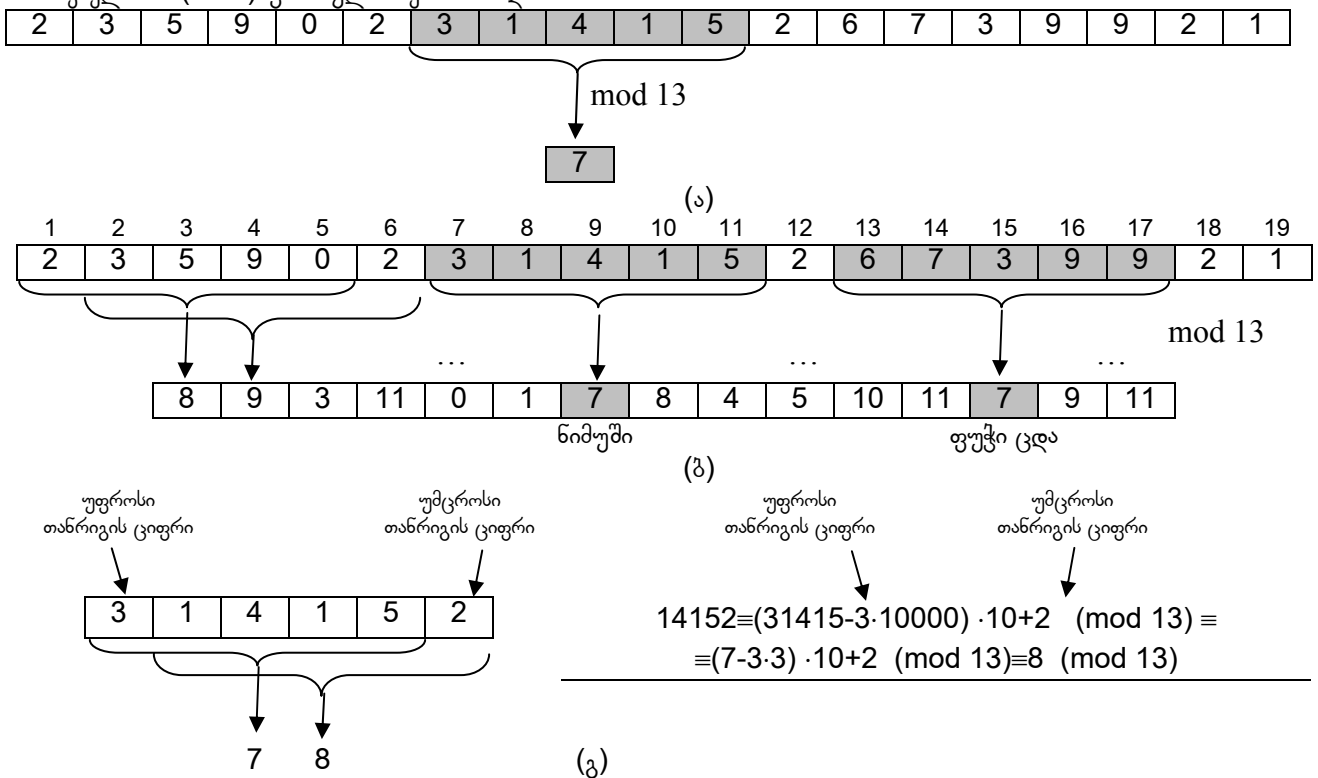 2 3 5 9 0 2 3 1 4 1 5 2 6 7 3 9 9 2 1
mod 13
7
(ა)
1 2 3 4 5 6 7 8 9 10 11 12 13 14 15 16 17 18 19
2 3 5 9 0 2 3 1 4 1 5 2 6 7 3 9 9 2 1
mod 13
... ... ...
8 9 3 11 0 1 7 8 4 5 10 11 7 9 11
ნიმუში ფუჭი ცდა
(ბ)
უფროსი უმცროსი უფროსი უმცროსი
თანრიგის ციფრი თანრიგის ციფრი თანრიგის ციფრი თანრიგის ციფრი
3 1 4 1 5 2
14152≡(31415-3·10000) ·10+2 (mod 13) ≡
≡(7-3·3) ·10+2 (mod 13)≡8 (mod 13)
7 8
(გ)